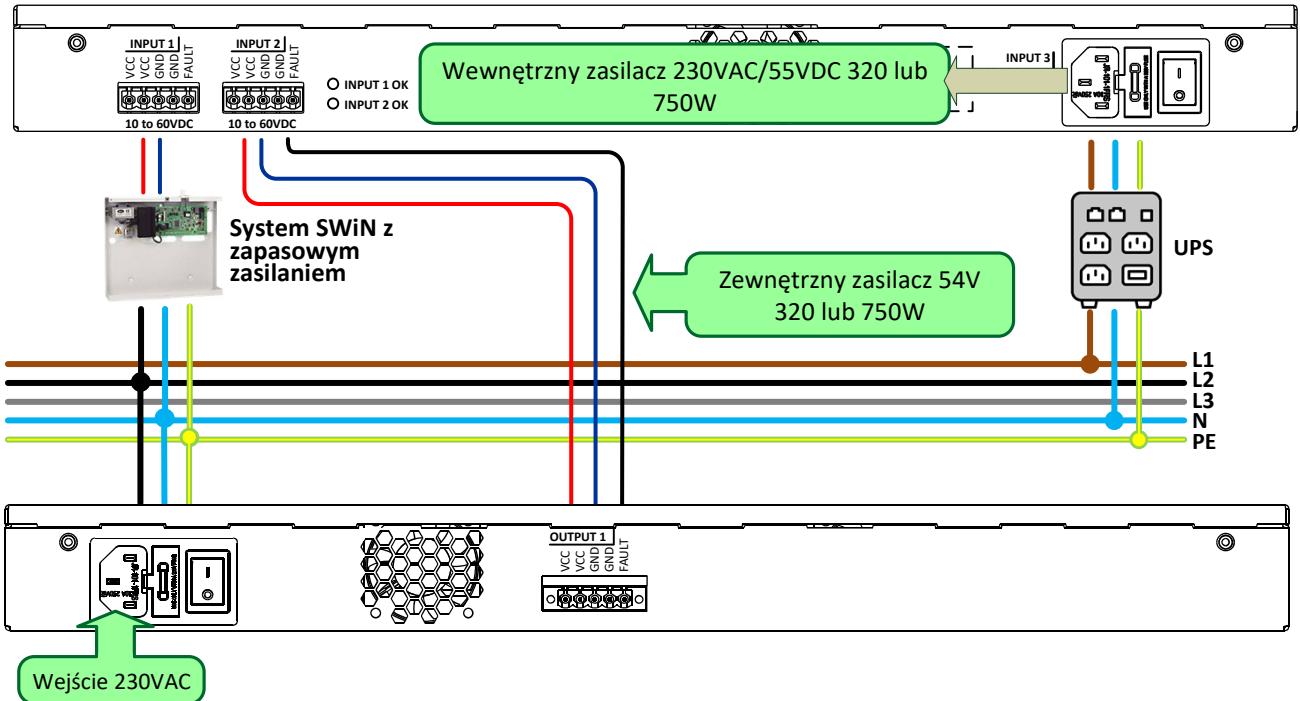 INPUT 1
VCC
VCC
GND
GND
FAULT
10 to 60VDC
INPUT 2
VCC
VCC
GND
GND
FAULT
10 to 60VDC
INPUT 1 OK
INPUT 2 OK
Wewnętrzny zasilacz 230VAC/55VDC 320 lub
750W
INPUT 3
System SWiN z
zapasowym
zasilaniem
Zewnętrzny zasilacz 54V
320 lub 750W
UPS
L1
L2
L3
N
PE
OUTPUT 1
VCC
VCC
GND
GND
FAULT
Wejście 230VAC